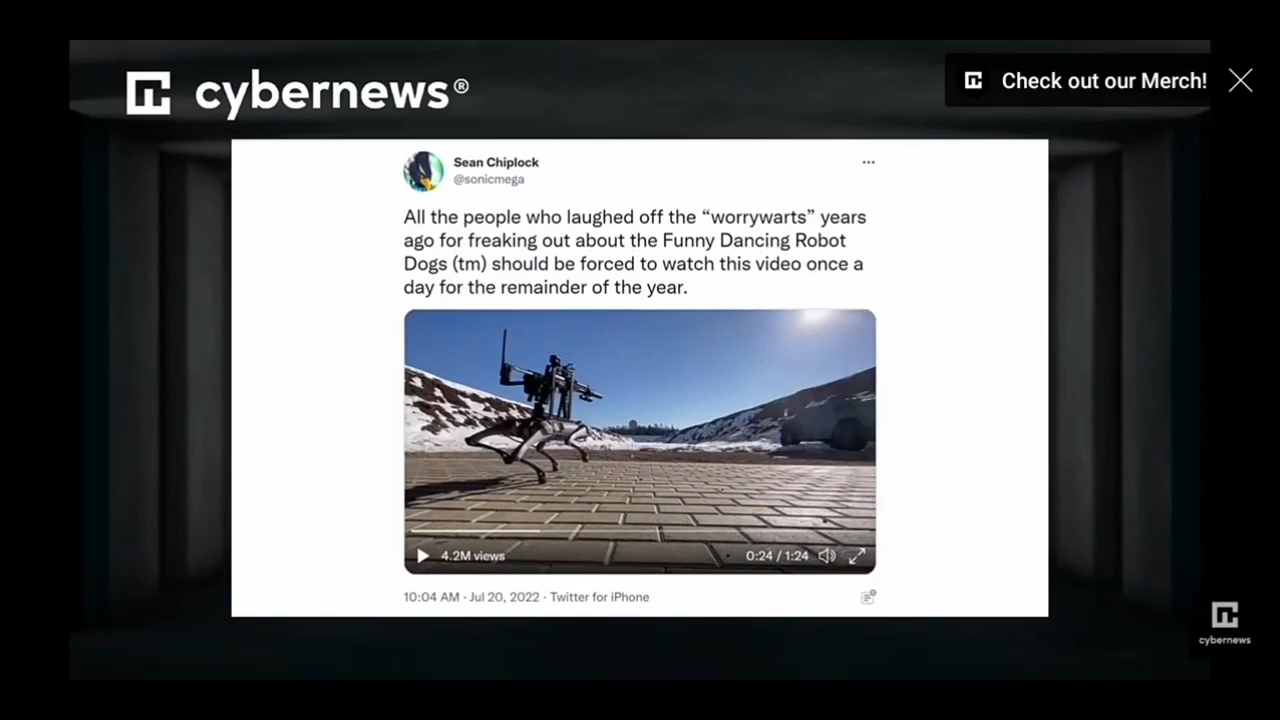 cybernews®
Check out our Merch!
Sean Chiplock
@sonicmega
All the people who laughed off the “worrywarts” years
ago for freaking out about the Funny Dancing Robot
Dogs (tm) should be forced to watch this video once a
day for the remainder of the year.
4.2M views
0:24 / 1:24
10:04 AM · Jul 20, 2022 · Twitter for iPhone
cybernews